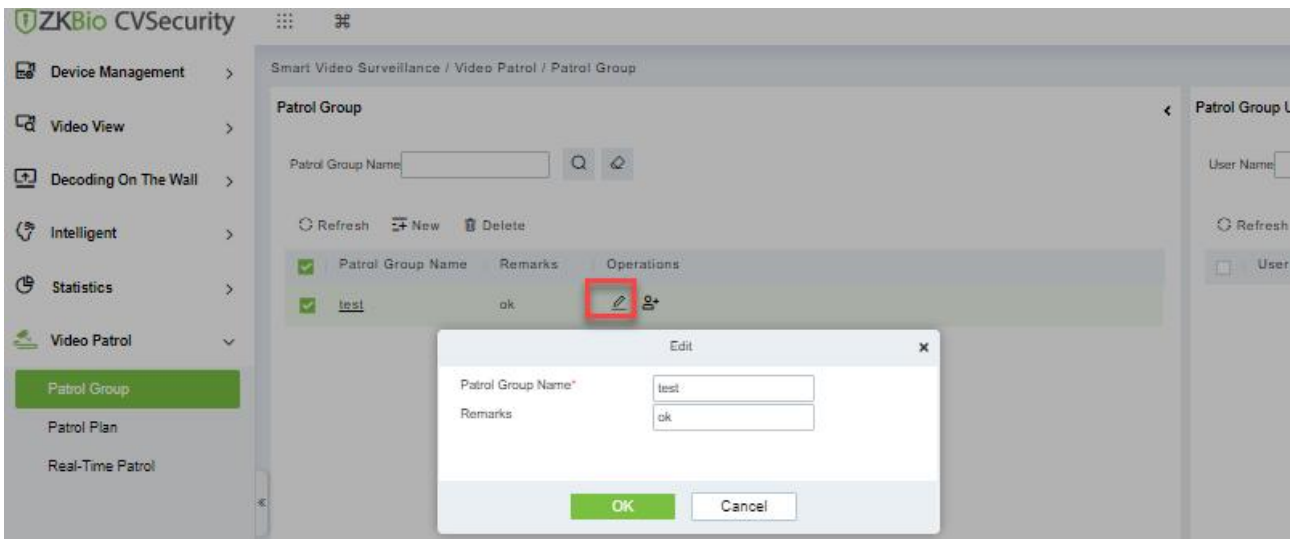 ZKBio CVSecurity
Device Management
Video View
Decoding On The Wall
Intelligent
Statistics
Video Patrol
Patrol Group
Patrol Plan
Real-Time Patrol
Smart Video Surveillance / Video Patrol / Patrol Group
Patrol Group
Patrol Group Name
Refresh New Delete
Patrol Group Name Remarks Operations
test ok
Edit
Patrol Group Name* test
Remarks ok
OK Cancel
Patrol Group U
User Name
Refresh
User